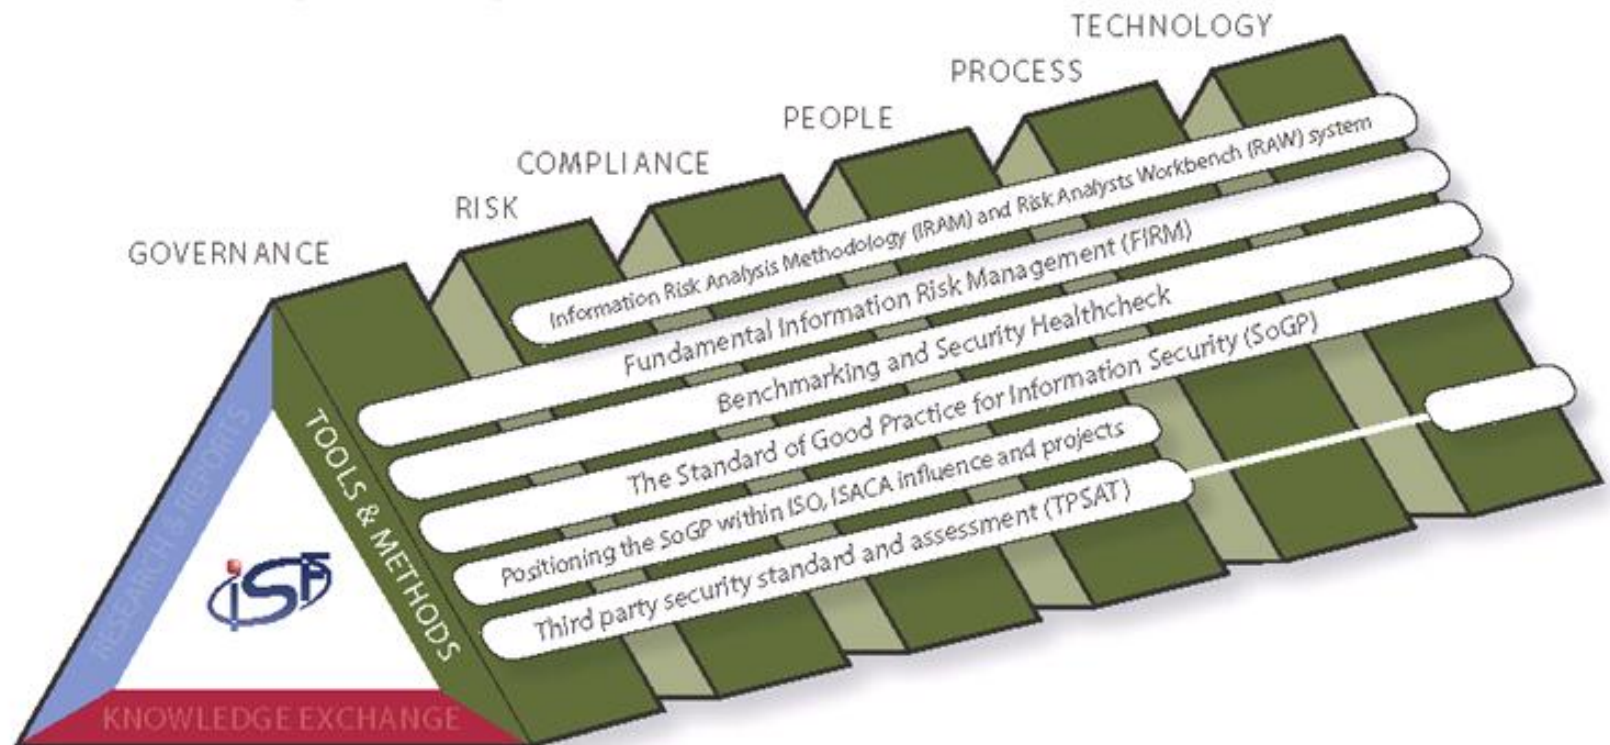 TECHNOLOGY
PROCESS
PEOPLE
COMPLIANCE
RISK
GOVERNANCE
Information Risk Analysis Methodology (IRAM) and Risk Analysts Workbench (RAW) system
Fundamental Information Risk Management (FIRM)
Benchmarking and Security Healthcheck
The Standard of Good Practice for Information Security (SoGP)
Positioning the SoGP within ISO, ISACA influence and projects
Third party security standard and assessment (TPSAT)
RESEARCH & REPORTS
TOOLS & METHODS
iSF
KNOWLEDGE EXCHANGE